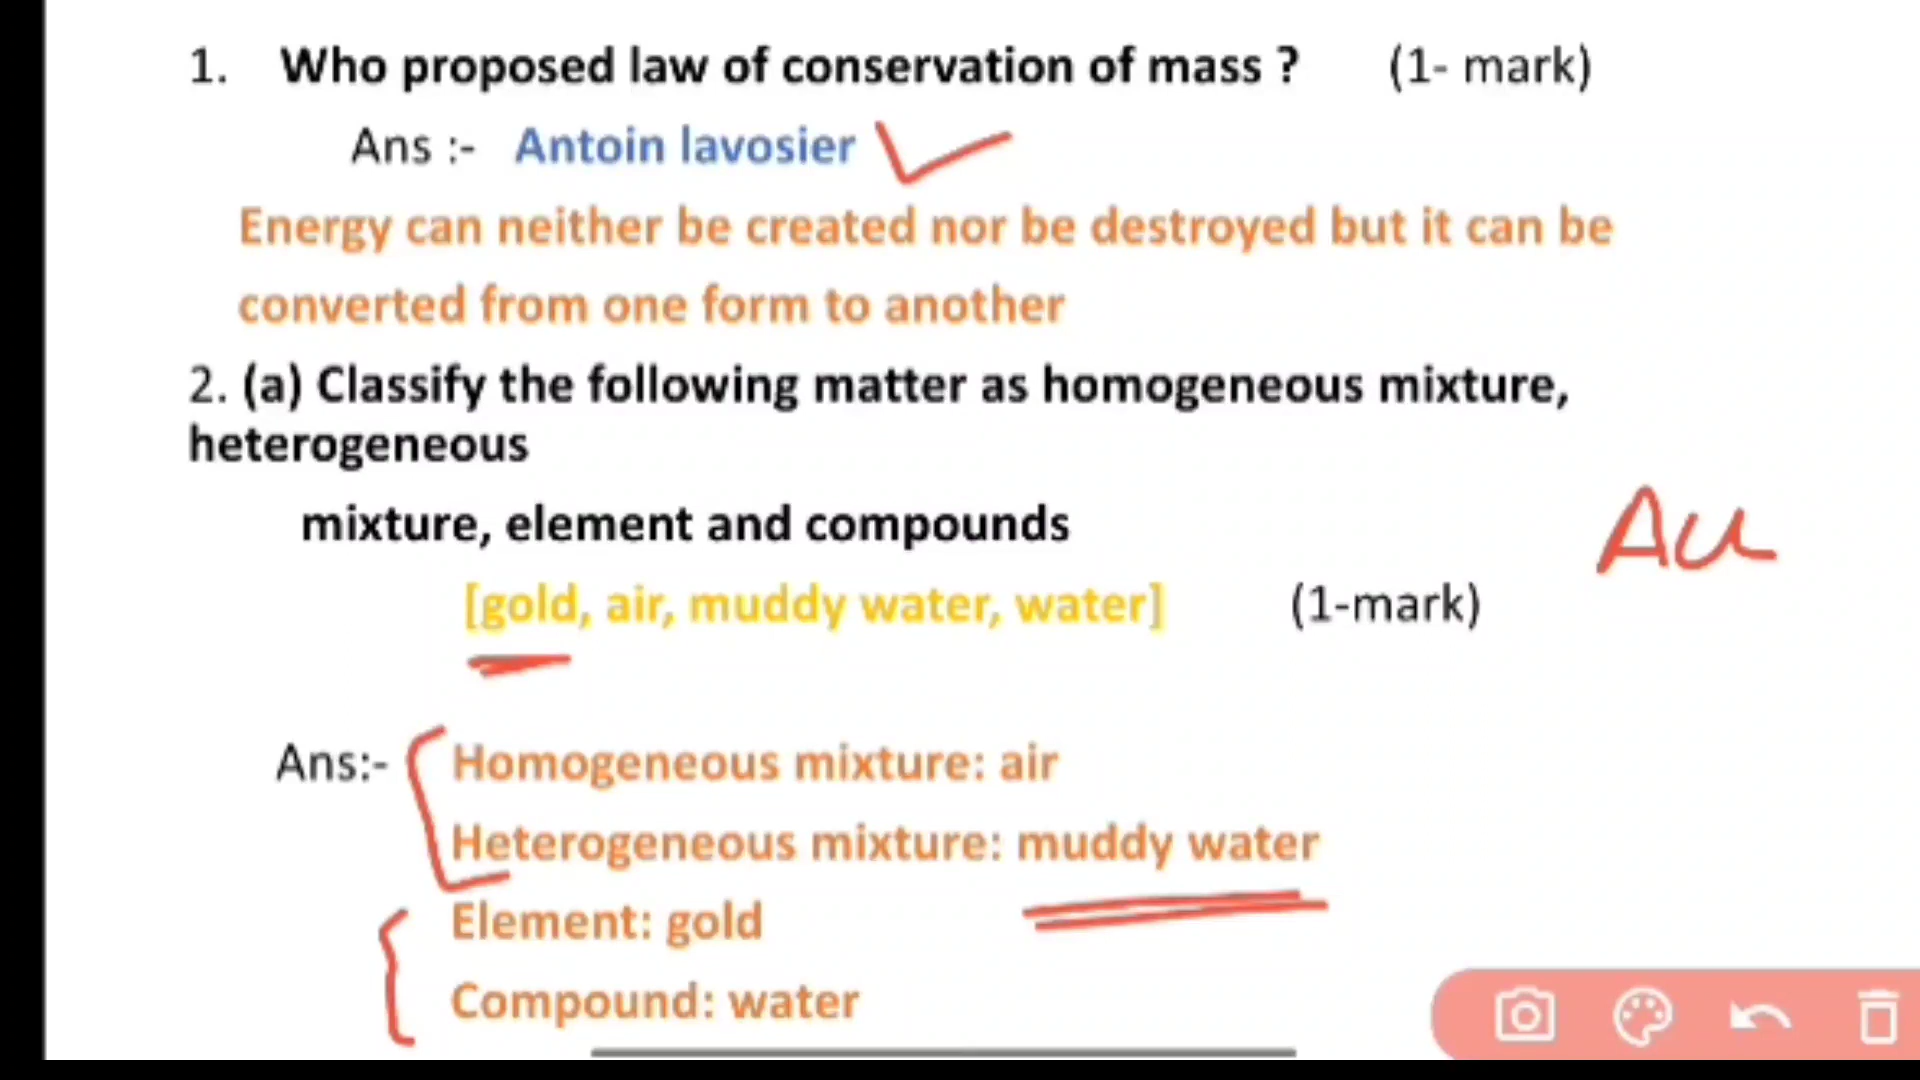 1. Who proposed law of conservation of mass ? (1- mark)
Ans :- Antoin lavosier
Energy can neither be created nor be destroyed but it can be
converted from one form to another
2. (a) Classify the following matter as homogeneous mixture,
heterogeneous
mixture, element and compounds
Au
[gold, air, muddy water, water] (1-mark)
Ans:- Homogeneous mixture: air
Heterogeneous mixture: muddy water
Element: gold
Compound: water